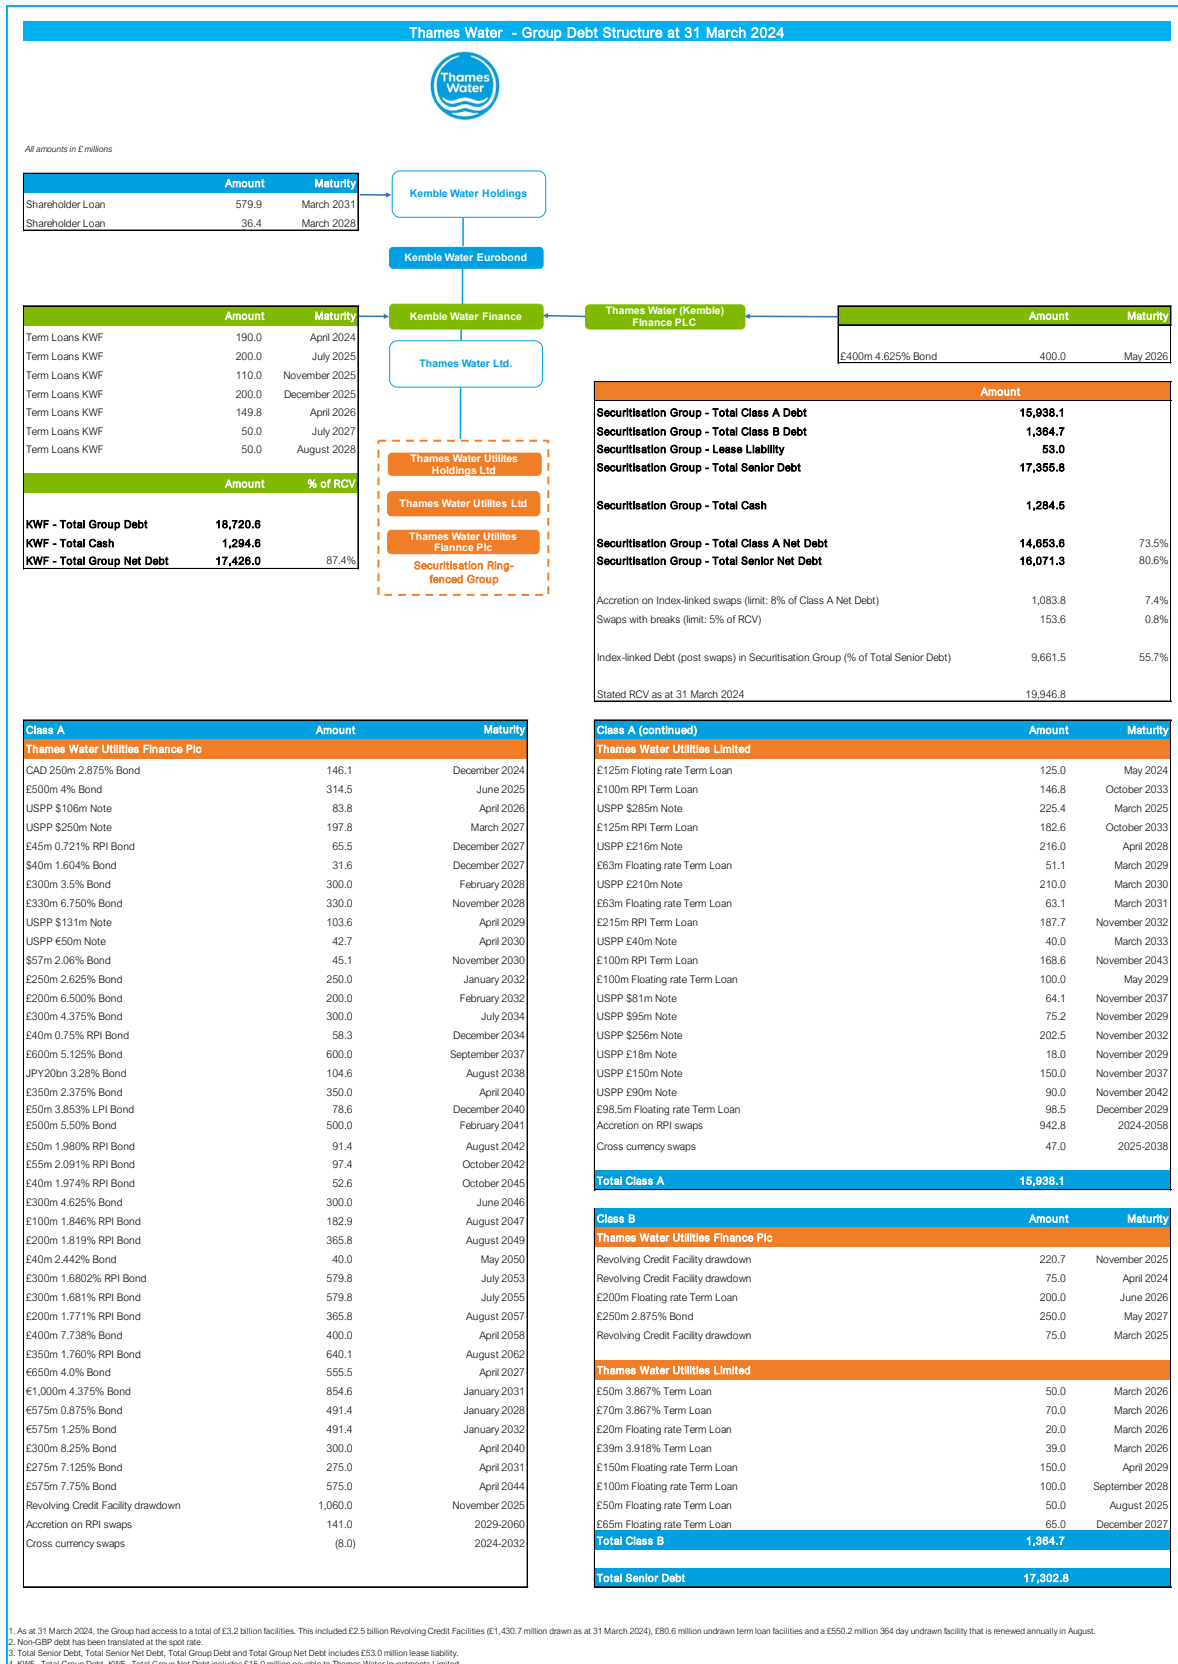 Thames Water - Group Debt Structure at 31 March 2024
Thames
Water
All amounts in £ millions
Amount Maturity
Shareholder Loan 579.9 March 2031
Shareholder Loan 36.4 March 2028
Kemble Water Holdings
Kemble Water Eurobond
Amount Maturity
Term Loans KWF 190.0 April 2024
Term Loans KWF 200.0 July 2025
Term Loans KWF 110.0 November 2025
Term Loans KWF 200.0 December 2025
Term Loans KWF 149.8 April 2026
Term Loans KWF 50.0 July 2027
Term Loans KWF 50.0 August 2028
Amount % of RCV
KWF - Total Group Debt 18,720.6
KWF - Total Cash 1,294.6
KWF - Total Group Net Debt 17,426.0 87.4%
Kemble Water Finance
Thames Water (Kemble)
FInance PLC
Amount Maturity
£400m 4.625% Bond 400.0 May 2026
Thames Water Ltd.
Thames Water Utilites
Holdings Ltd
Thames Water Utilites Ltd
Thames Water Utilites
Fiannce Plc
Securitisation Ring-
fenced Group
Amount
Securitisation Group - Total Class A Debt 15,938.1
Securitisation Group - Total Class B Debt 1,364.7
Securitisation Group - Lease Liability 53.0
Securitisation Group - Total Senior Debt 17,355.8
Securitisation Group - Total Cash 1,284.5
Securitisation Group - Total Class A Net Debt 14,653.6 73.5%
Securitisation Group - Total Senior Net Debt 16,071.3 80.6%
Accretion on Index-linked swaps (limit: 8% of Class A Net Debt) 1,083.8 7.4%
Swaps with breaks (limit: 5% of RCV) 153.6 0.8%
Index-linked Debt (post swaps) in Securitisation Group (% of Total Senior Debt) 9,661.5 55.7%
Stated RCV as at 31 March 2024 19,946.8
Class A Amount Maturity
Thames Water Utilities Finance Plc
CAD 250m 2.875% Bond 146.1 December 2024
£500m 4% Bond 314.5 June 2025
USPP $106m Note 83.8 April 2026
USPP $250m Note 197.8 March 2027
£45m 0.721% RPI Bond 65.5 December 2027
$40m 1.604% Bond 31.6 December 2027
£300m 3.5% Bond 300.0 February 2028
£330m 6.750% Bond 330.0 November 2028
USPP $131m Note 103.6 April 2029
USPP €50m Note 42.7 April 2030
$57m 2.06% Bond 45.1 November 2030
£250m 2.625% Bond 250.0 January 2032
£200m 6.500% Bond 200.0 February 2032
£300m 4.375% Bond 300.0 July 2034
£40m 0.75% RPI Bond 58.3 December 2034
£600m 5.125% Bond 600.0 September 2037
JPY20bn 3.28% Bond 104.6 August 2038
£350m 2.375% Bond 350.0 April 2040
£50m 3.853% LPI Bond 78.6 December 2040
£500m 5.50% Bond 500.0 February 2041
£50m 1.980% RPI Bond 91.4 August 2042
£55m 2.091% RPI Bond 97.4 October 2042
£40m 1.974% RPI Bond 52.6 October 2045
£300m 4.625% Bond 300.0 June 2046
£100m 1.846% RPI Bond 182.9 August 2047
£200m 1.819% RPI Bond 365.8 August 2049
£40m 2.442% Bond 40.0 May 2050
£300m 1.6802% RPI Bond 579.8 July 2053
£300m 1.681% RPI Bond 579.8 July 2055
£200m 1.771% RPI Bond 365.8 August 2057
£400m 7.738% Bond 400.0 April 2058
£350m 1.760% RPI Bond 640.1 August 2062
€650m 4.0% Bond 555.5 April 2027
€1,000m 4.375% Bond 854.6 January 2031
€575m 0.875% Bond 491.4 January 2028
€575m 1.25% Bond 491.4 January 2032
£300m 8.25% Bond 300.0 April 2040
£275m 7.125% Bond 275.0 April 2031
£575m 7.75% Bond 575.0 April 2044
Revolving Credit Facility drawdown 1,060.0 November 2025
Accretion on RPI swaps 141.0 2029-2060
Cross currency swaps (8.0) 2024-2032
Class A (continued) Amount Maturity
Thames Water Utilities Limited
£125m Floting rate Term Loan 125.0 May 2024
£100m RPI Term Loan 146.8 October 2033
USPP $285m Note 225.4 March 2025
£125m RPI Term Loan 182.6 October 2033
USPP £216m Note 216.0 April 2028
£63m Floating rate Term Loan 51.1 March 2029
USPP £210m Note 210.0 March 2030
£63m Floating rate Term Loan 63.1 March 2031
£215m RPI Term Loan 187.7 November 2032
USPP £40m Note 40.0 March 2033
£100m RPI Term Loan 168.6 November 2043
£100m Floating rate Term Loan 100.0 May 2029
USPP $81m Note 64.1 November 2037
USPP $95m Note 75.2 November 2029
USPP $256m Note 202.5 November 2032
USPP £18m Note 18.0 November 2029
USPP £150m Note 150.0 November 2037
USPP £90m Note 90.0 November 2042
£98.5m Floating rate Term Loan 98.5 December 2029
Accretion on RPI swaps 942.8 2024-2058
Cross currency swaps 47.0 2025-2038
Total Class A 15,938.1
Class B Amount Maturity
Thames Water Utilities Finance Plc
Revolving Credit Facility drawdown 220.7 November 2025
Revolving Credit Facility drawdown 75.0 April 2024
£200m Floating rate Term Loan 200.0 June 2026
£250m 2.875% Bond 250.0 May 2027
Revolving Credit Facility drawdown 75.0 March 2025
Thames Water Utilities Limited
£50m 3.867% Term Loan 50.0 March 2026
£70m 3.867% Term Loan 70.0 March 2026
£20m Floating rate Term Loan 20.0 March 2026
£39m 3.918% Term Loan 39.0 March 2026
£150m Floating rate Term Loan 150.0 April 2029
£100m Floating rate Term Loan 100.0 September 2028
£50m Floating rate Term Loan 50.0 August 2025
£65m Floating rate Term Loan 65.0 December 2027
Total Class B 1,364.7
Total Senior Debt 17,302.8
1. As at 31 March 2024, the Group had access to a total of £3.2 billion facilities. This included £2.5 billion Revolving Credit Facilities (£1,430.7 million drawn as at 31 March 2024), £80.6 million undrawn term loan facilities and a £550.2 million 364 day undrawn facility that is renewed annually in August.
2. Non-GBP debt has been translated at the spot rate.
3. Total Senior Debt, Total Senior Net Debt, Total Group Debt and Total Group Net Debt includes £53.0 million lease liability.
4. KWF - Total Group Debt, KWF - Total Group Net Debt includes £15.0 million payable to Thames Water Investments Limited.